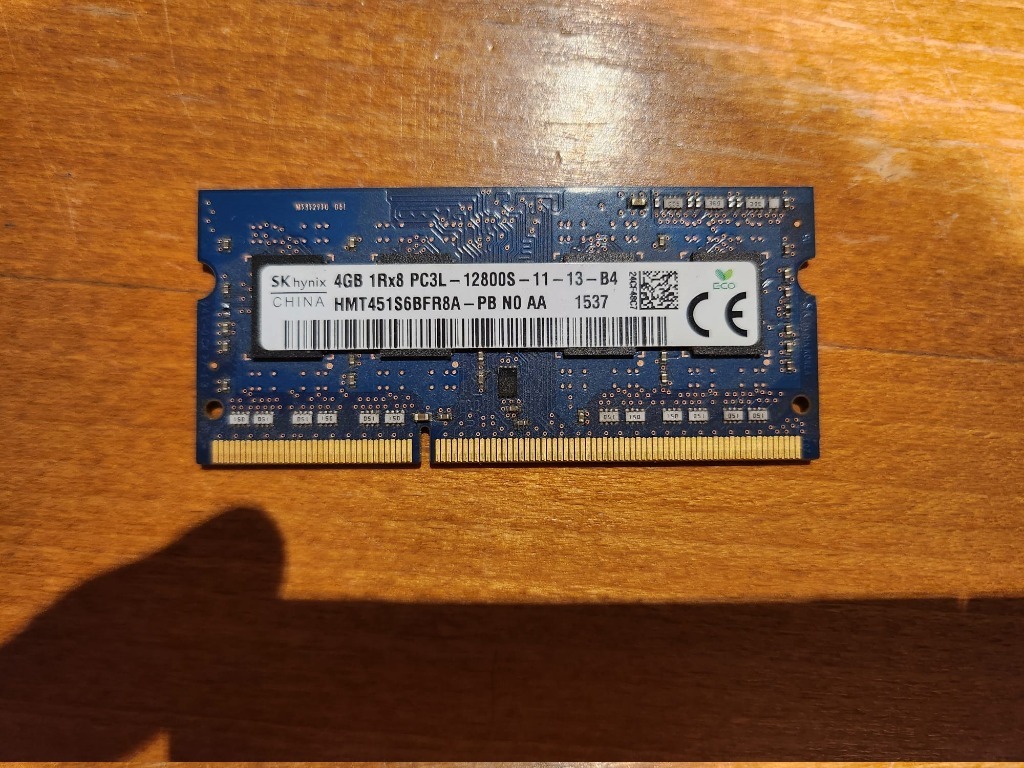 SK hynix 4GB 1Rx8 PC3L-12800S-11-13-B4
CHINA HMT451S6BFR8A-PB N0 AA 1537
ECO
CE